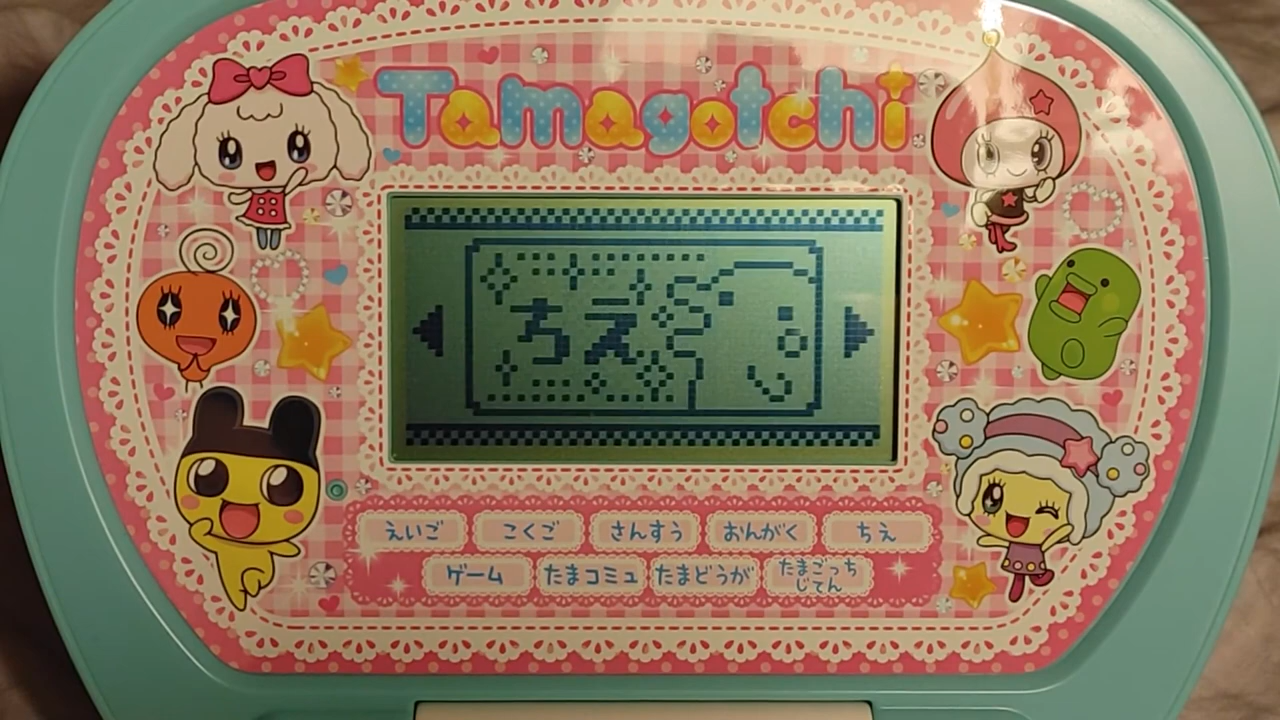 Tamagotchi
ちえ
えいご こくご さんすう おんがく ちえ
ゲーム たまコミュ たまどうが たまごっち
じてん